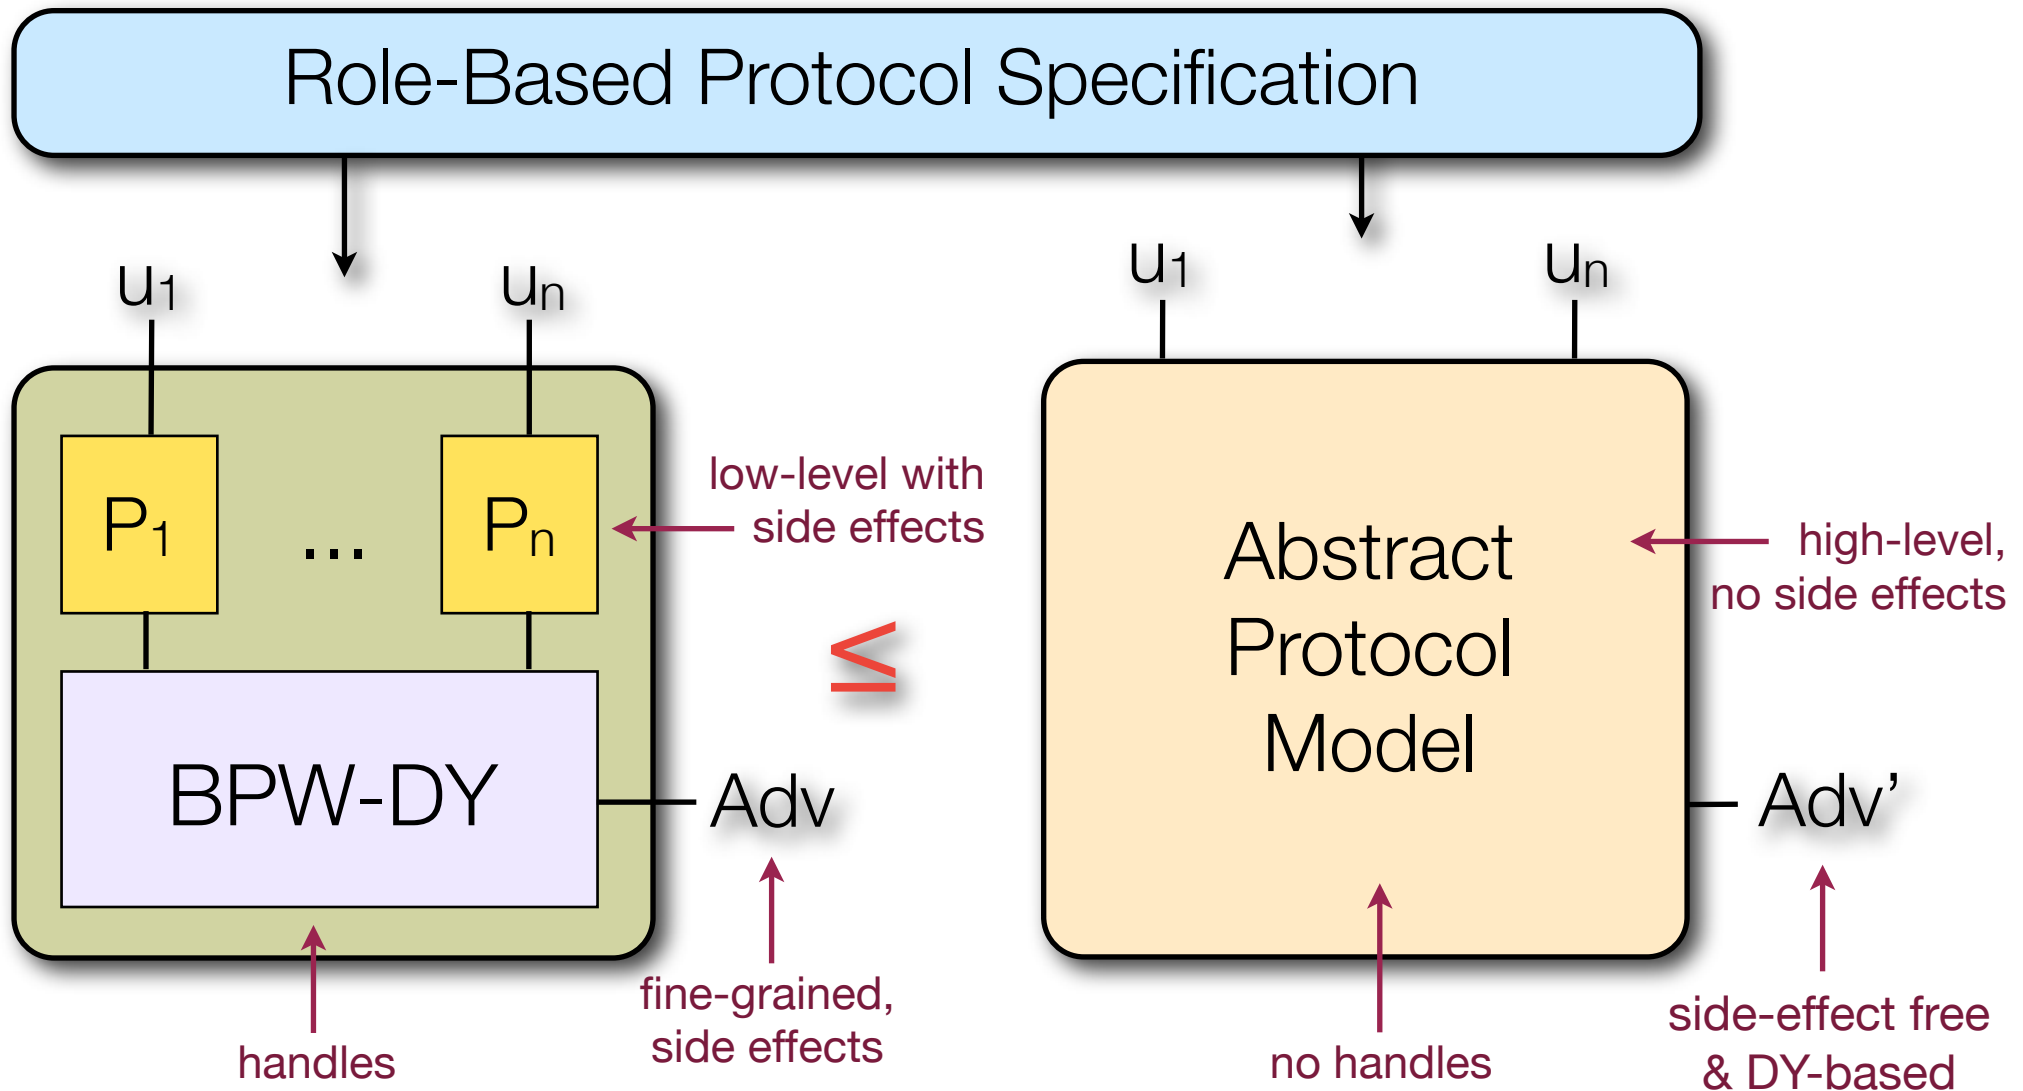 Role-Based Protocol Specification
u1
un
u1
un
P1
...
Pn
low-level with
side effects
≤
Abstract
Protocol
Model
high-level,
no side effects
BPW-DY
Adv
Adv’
handles
fine-grained,
side effects
no handles
side-effect free
& DY-based